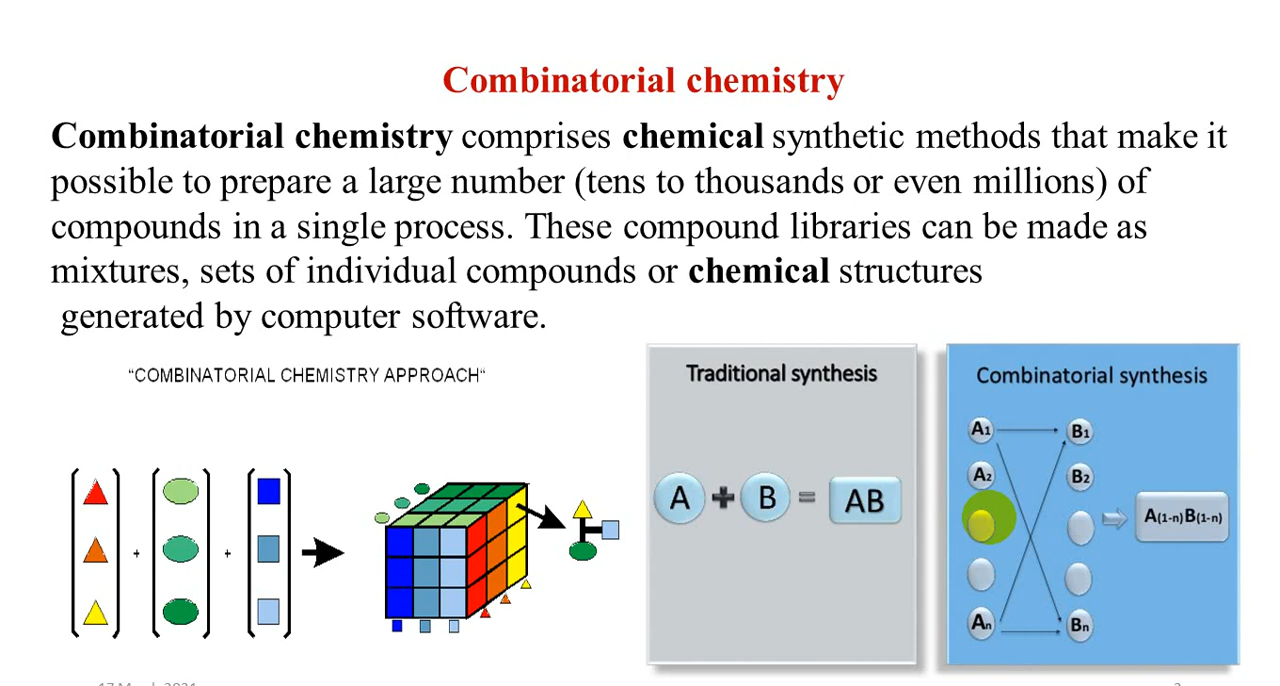 Combinatorial chemistry
Combinatorial chemistry comprises chemical synthetic methods that make it
possible to prepare a large number (tens to thousands or even millions) of
compounds in a single process. These compound libraries can be made as
mixtures, sets of individual compounds or chemical structures
generated by computer software.
"COMBINATORIAL CHEMISTRY APPROACH"
+ +
Traditional synthesis
A + B = AB
Combinatorial synthesis
A1 B1
A2 B2
A(1-n)B(1-n)
An Bn